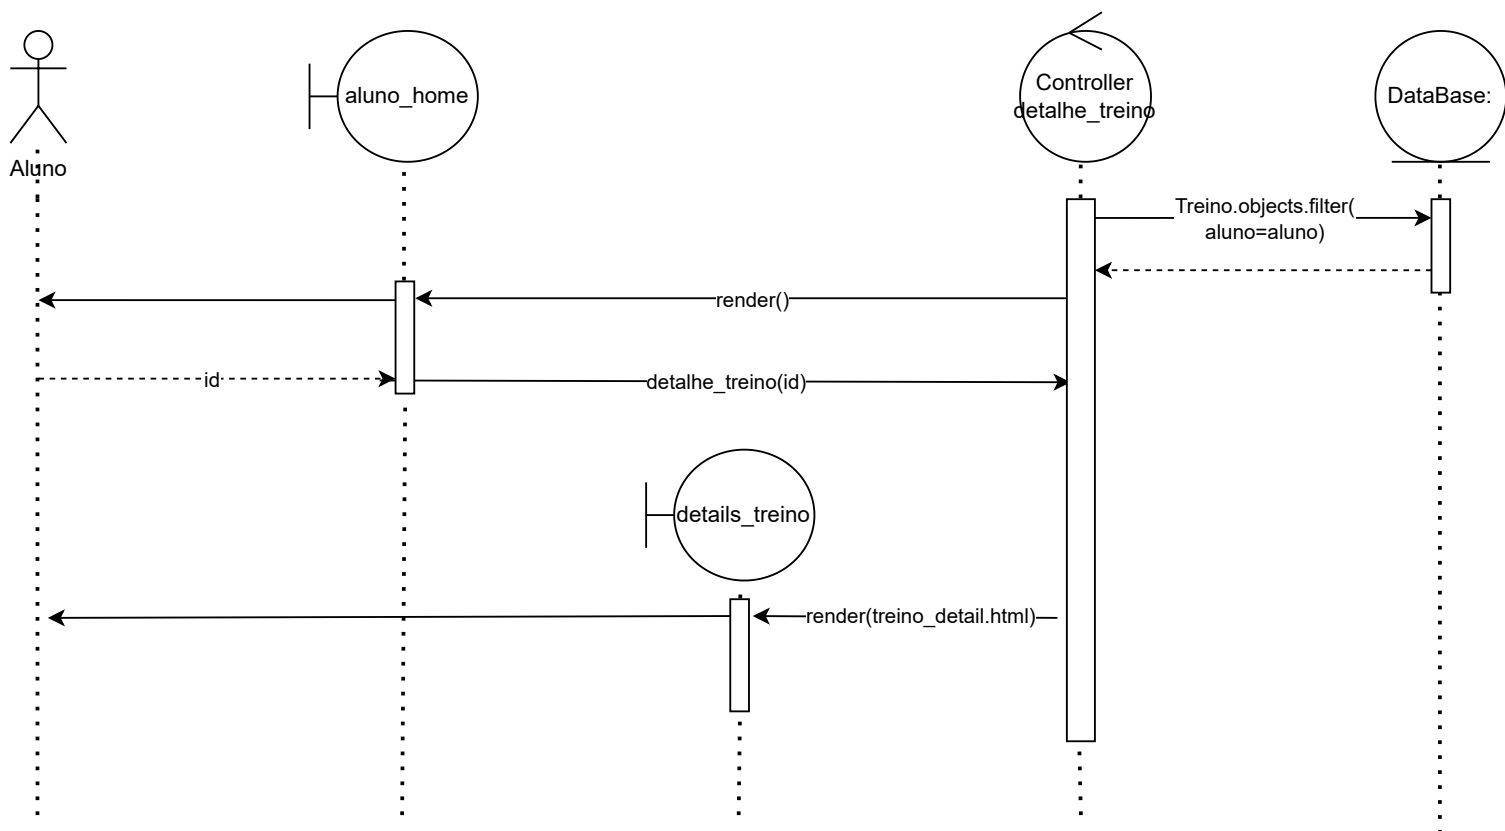 Aluno
aluno_home
Controller
detalhe_treino
DataBase:
Treino.objects.filter(
aluno=aluno)
render()
id
detalhe_treino(id)
details_treino
render(treino_detail.html)